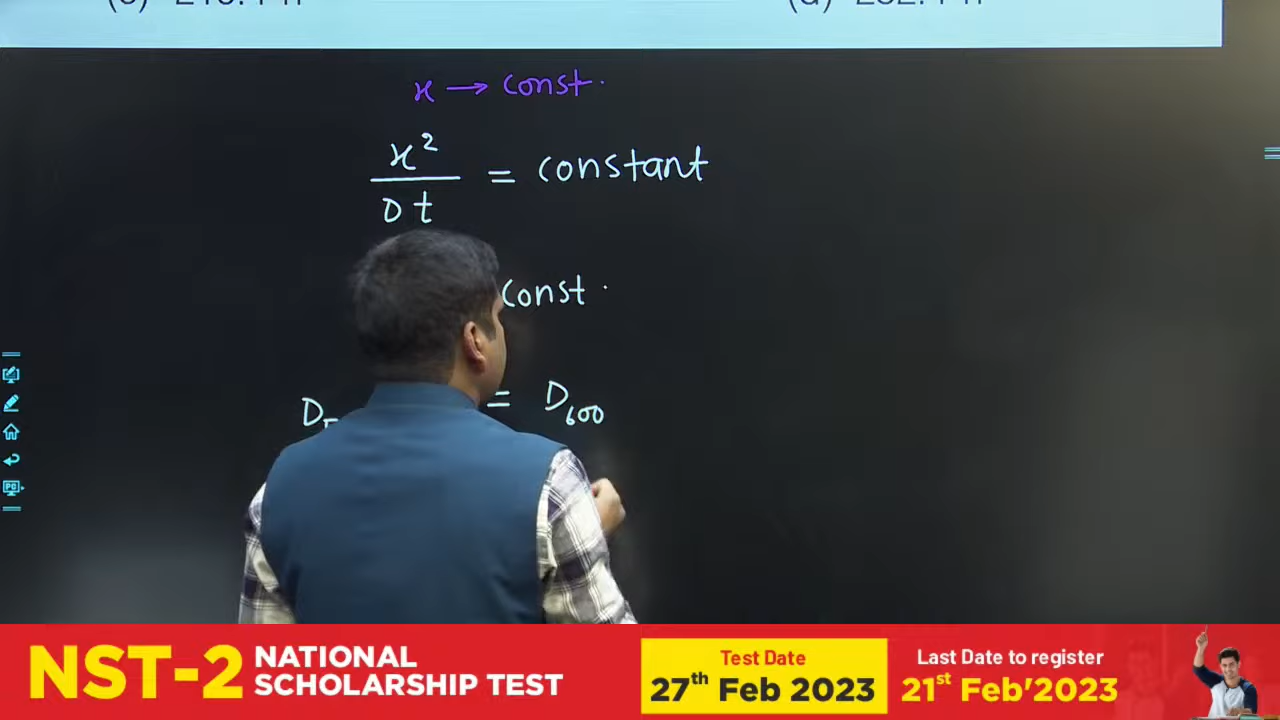 x → const.
x²
Dt
= constant
const.
= D600
NST-2 NATIONAL SCHOLARSHIP TEST
Test Date
27th Feb 2023
Last Date to register
21st Feb'2023